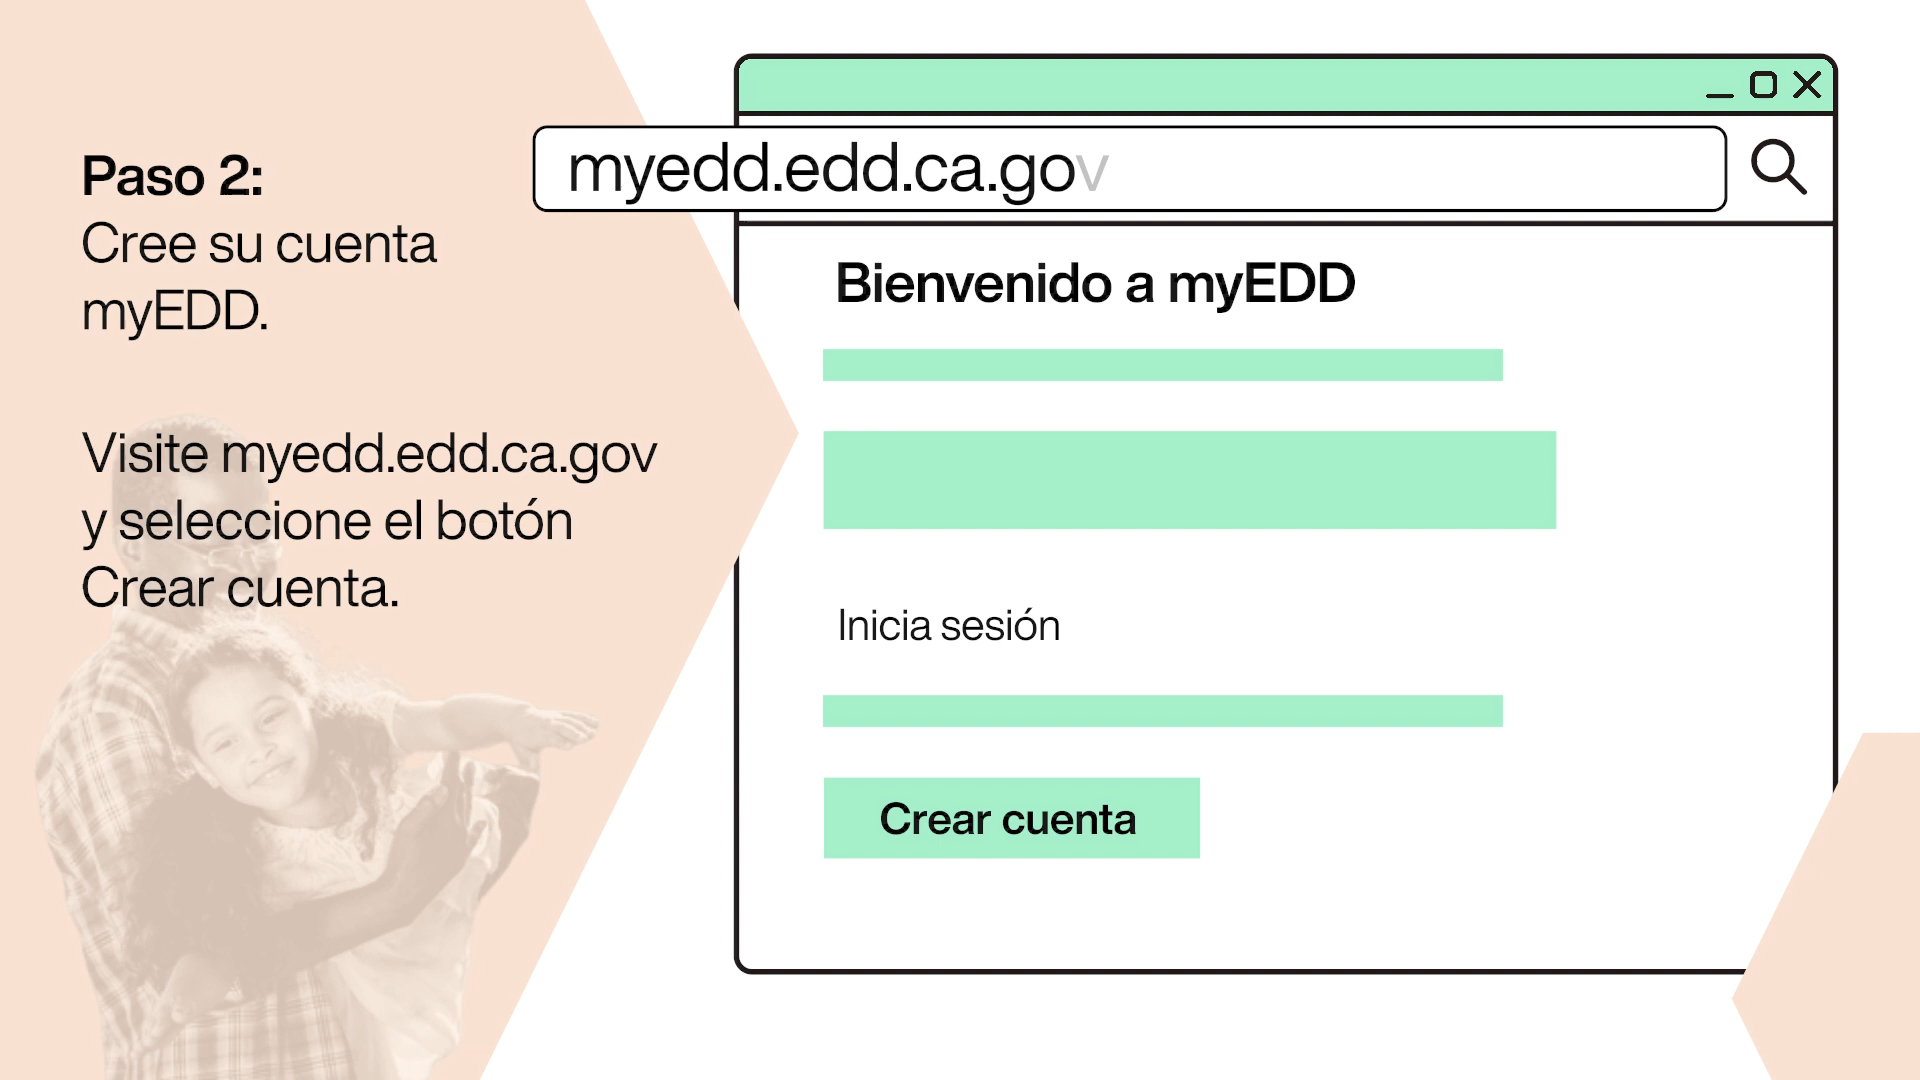 Paso 2:
Cree su cuenta
myEDD.
Visite myedd.edd.ca.gov
y seleccione el botón
Crear cuenta.
myedd.edd.ca.gov
Bienvenido a myEDD
Inicia sesión
Crear cuenta